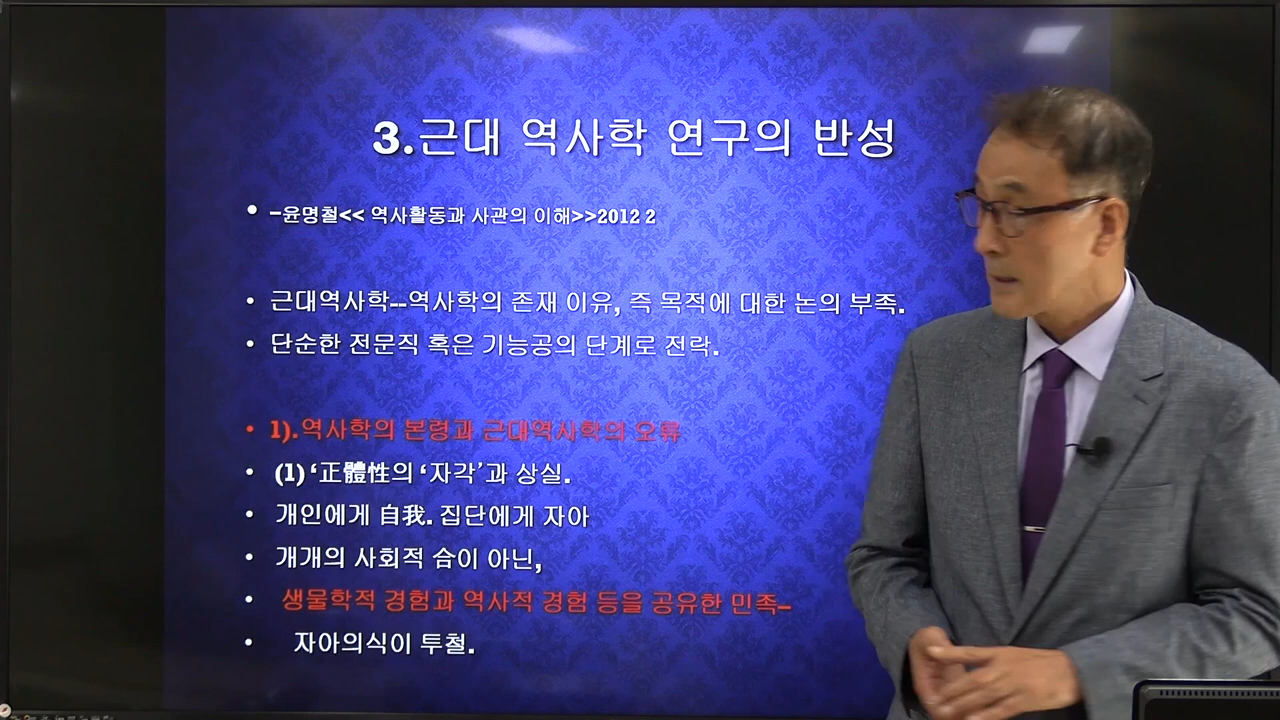 3.근대 역사학 연구의 반성
• -윤명철<< 역사활동과 사관의 이해>>2012 2
• 근대역사학--역사학의 존재 이유, 즉 목적에 대한 논의 부족.
• 단순한 전문직 혹은 기능공의 단계로 전락.
• 1).역사학의 본령과 근대역사학의 오류
• (1) ‘正體性의 ‘자각’과 상실.
• 개인에게 自我. 집단에게 자아
• 개개의 사회적 合이 아닌,
• 생물학적 경험과 역사적 경험 등을 공유한 민족–
• 자아의식이 투철.